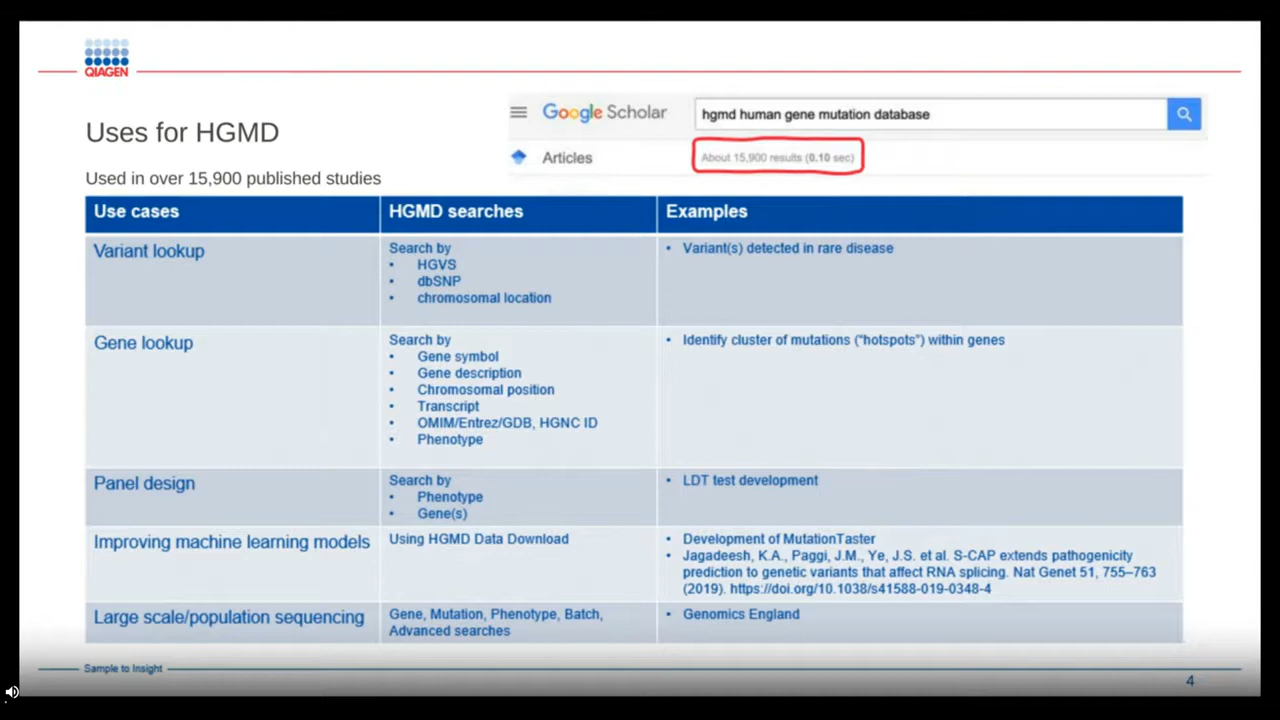 QIAGEN
Google Scholar
hgmd human gene mutation database
Uses for HGMD
Articles
About 15,900 results (0.10 sec)
Used in over 15,900 published studies
Use cases
HGMD searches
Examples
Variant lookup
Search by
• HGVS
• dbSNP
• chromosomal location
• Variant(s) detected in rare disease
Gene lookup
Search by
• Gene symbol
• Gene description
• Chromosomal position
• Transcript
• OMIM/Entrez/GDB, HGNC ID
• Phenotype
• Identify cluster of mutations (“hotspots”) within genes
Panel design
Search by
• Phenotype
• Gene(s)
• LDT test development
Improving machine learning models
Using HGMD Data Download
• Development of MutationTaster
• Jagadeesh, K.A., Paggi, J.M., Ye, J.S. et al. S-CAP extends pathogenicity
prediction to genetic variants that affect RNA splicing. Nat Genet 51, 755–763
(2019). https://doi.org/10.1038/s41588-019-0348-4
Large scale/population sequencing
Gene, Mutation, Phenotype, Batch,
Advanced searches
• Genomics England
Sample to Insight
4